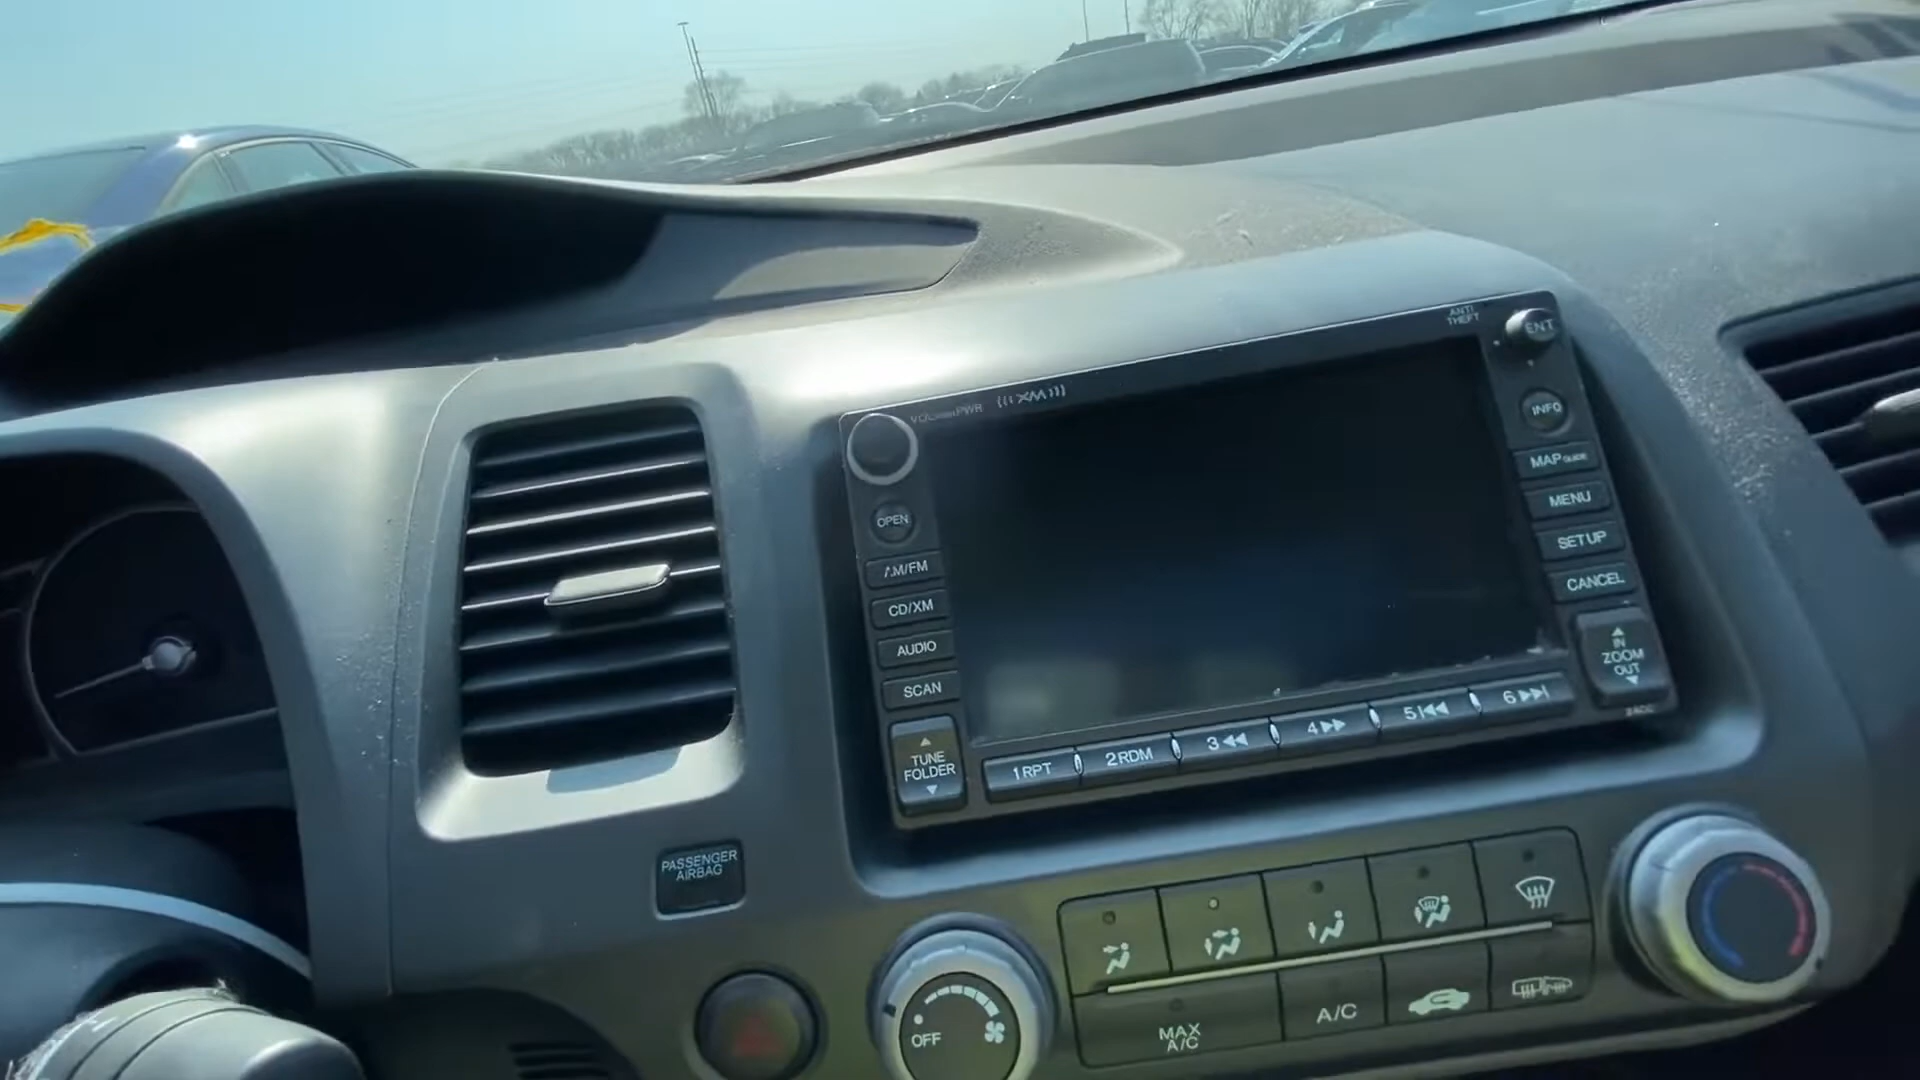 ANTI
THEFT
ENT
VOL PWR
XM
INFO
OPEN
MAP GUIDE
MENU
AM/FM
SETUP
CD/XM
CANCEL
AUDIO
IN
ZOOM
OUT
SCAN
TUNE
FOLDER
1 RPT
2 RDM
3
4
5
6
PASSENGER
AIRBAG
OFF
MAX
A/C
A/C